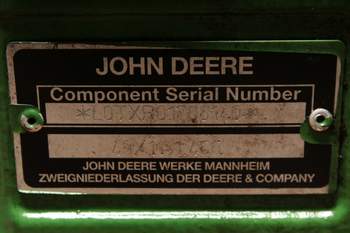 JOHN DEERE
Component Serial Number
JOHN DEERE WERKE MANNHEIM
ZWEIGNIEDERLASSUNG DER DEERE & COMPANY